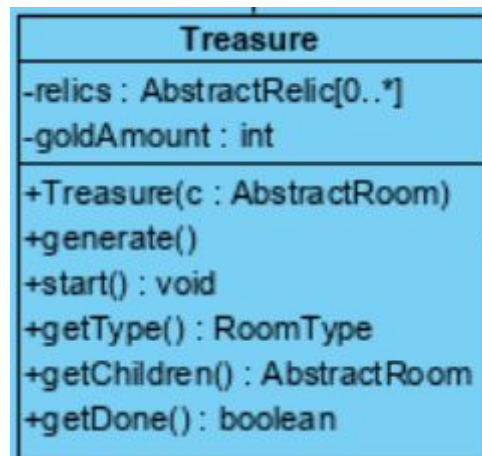 Treasure
-relics : AbstractRelic[0..*]
-goldAmount : int
+Treasure(c : AbstractRoom)
+generate()
+start() : void
+getType() : RoomType
+getChildren() : AbstractRoom
+getDone() : boolean